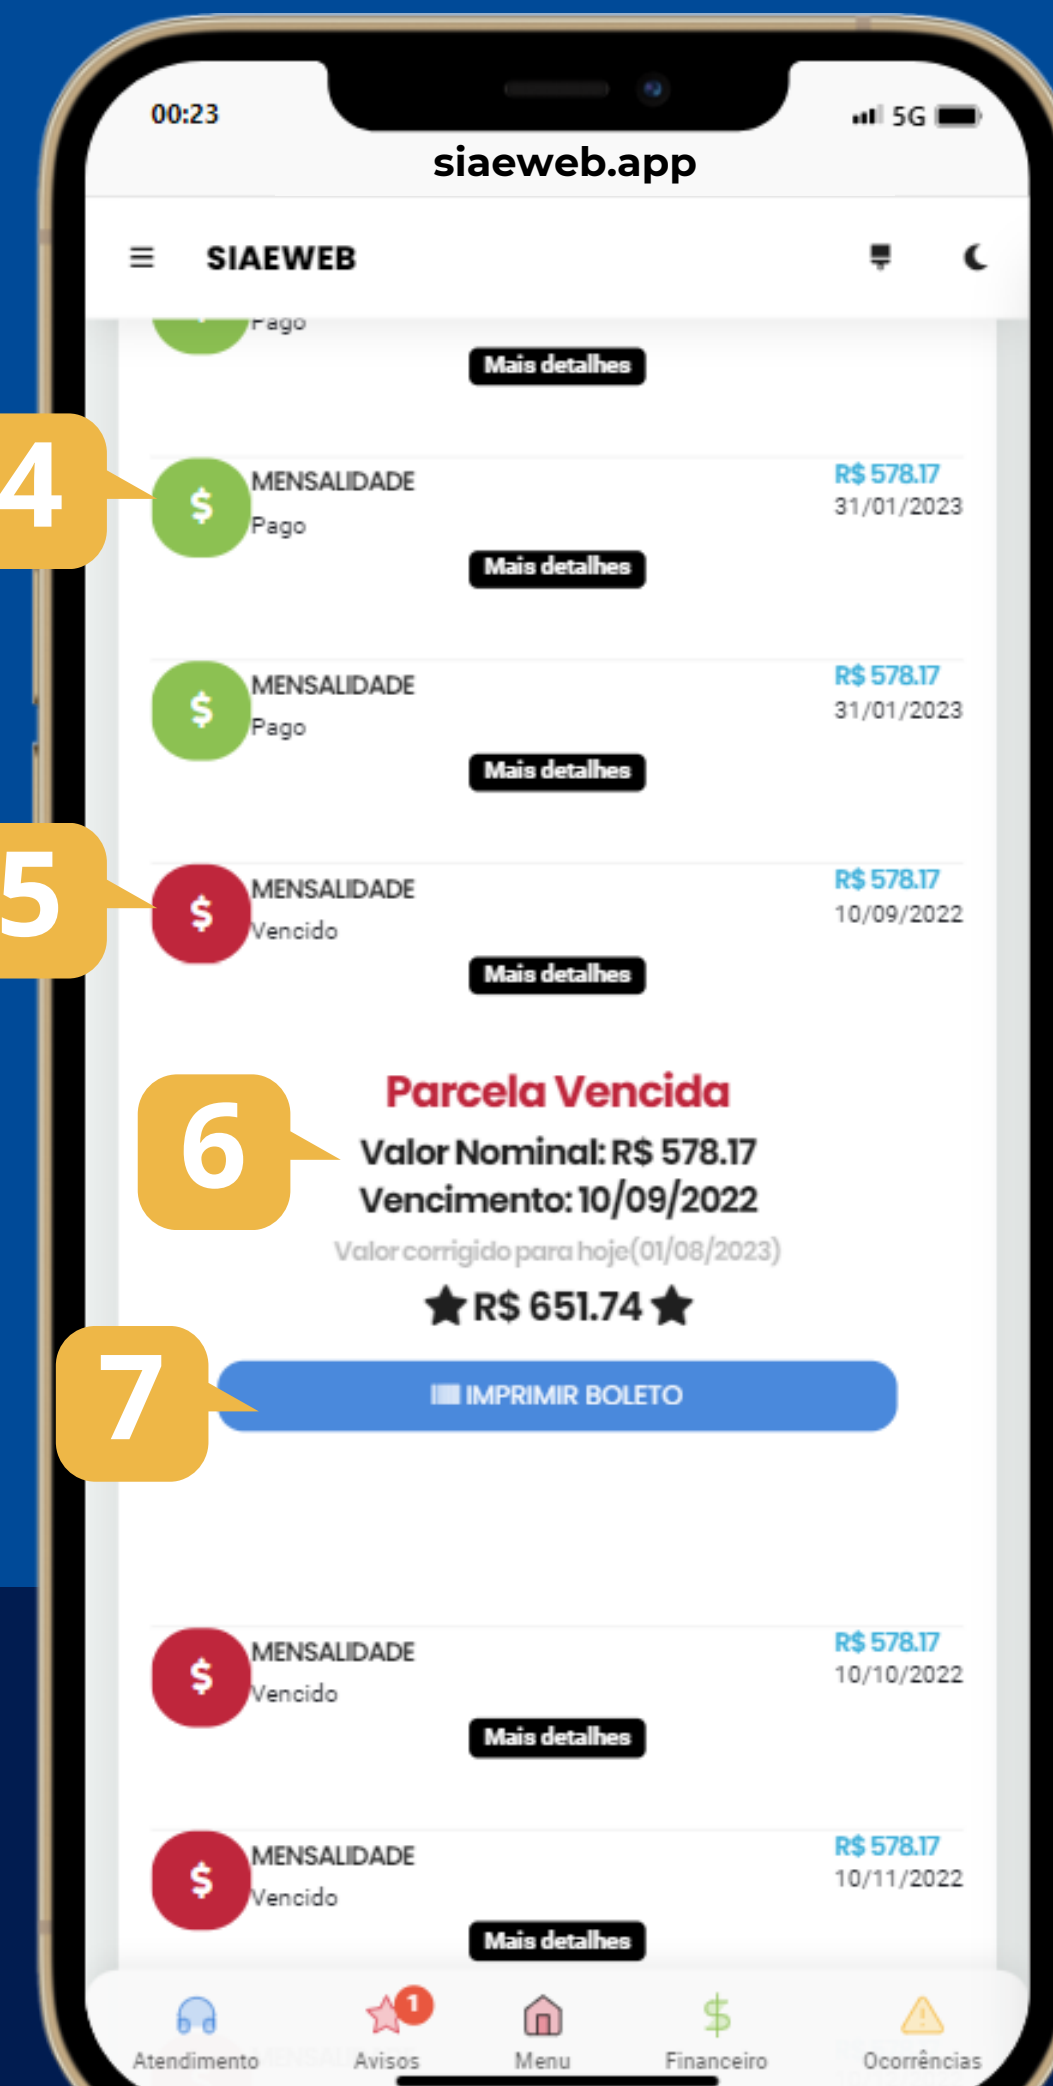 00:23
5G
siaeweb.app
SIAEWEB
Pago
Mais detalhes
4
MENSALIDADE
R$ 578.17
31/01/2023
Pago
Mais detalhes
MENSALIDADE
R$ 578.17
31/01/2023
Pago
Mais detalhes
5
MENSALIDADE
R$ 578.17
10/09/2022
Vencido
Mais detalhes
6
Parcela Vencida
Valor Nominal: R$ 578.17
Vencimento: 10/09/2022
Valor corrigido para hoje(01/08/2023)
R$ 651.74
7
IMPRIMIR BOLETO
MENSALIDADE
R$ 578.17
10/10/2022
Vencido
Mais detalhes
MENSALIDADE
R$ 578.17
10/11/2022
Vencido
Mais detalhes
1
Atendimento
Avisos
Menu
Financeiro
Ocorrências